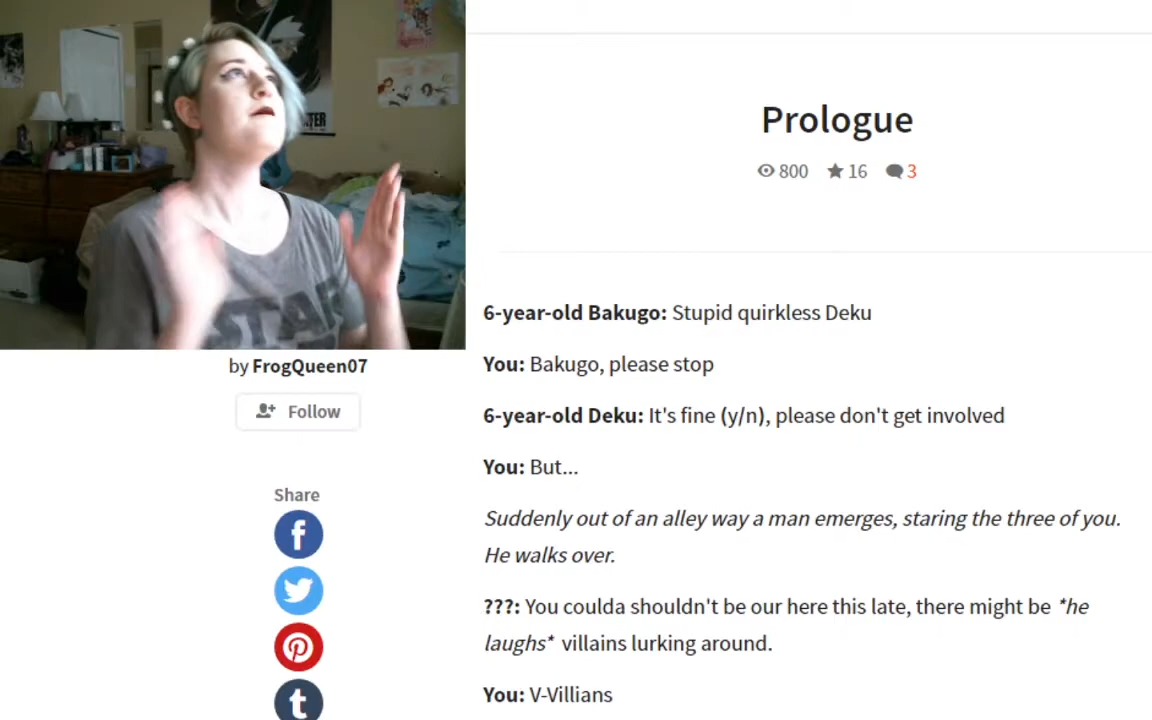 TER
STAR
Prologue
800 16 3
by FrogQueen07
Follow
Share
6-year-old Bakugo: Stupid quirkless Deku
You: Bakugo, please stop
6-year-old Deku: It's fine (y/n), please don't get involved
You: But...
Suddenly out of an alley way a man emerges, staring the three of you.
He walks over.
???: You coulda shouldn't be our here this late, there might be *he
laughs* villains lurking around.
You: V-Villians